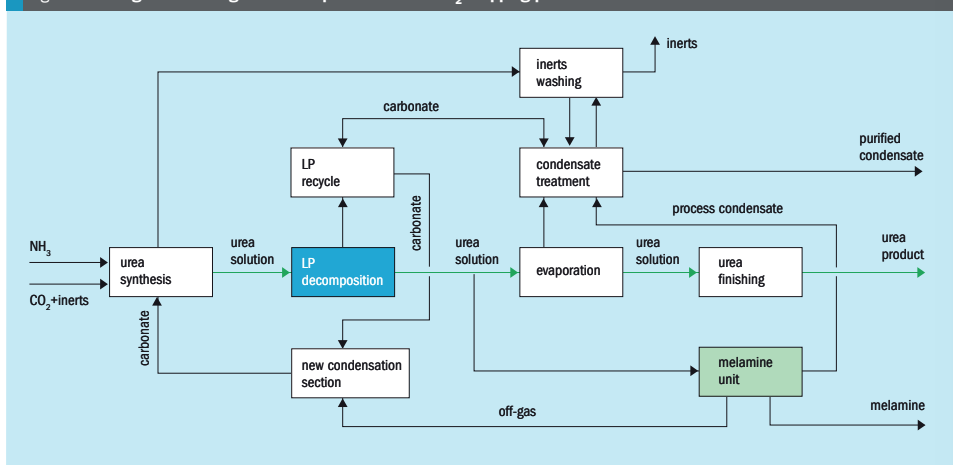 inerts
inerts
washing
carbonate
purified
condensate
LP
recycle
condensate
treatment
carbonate
process condensate
NH3
urea
synthesis
urea
solution
LP
decomposition
urea
solution
evaporation
urea
solution
urea
finishing
urea
product
CO2+inerts
carbonate
new condensation
section
melamine
unit
off-gas
melamine